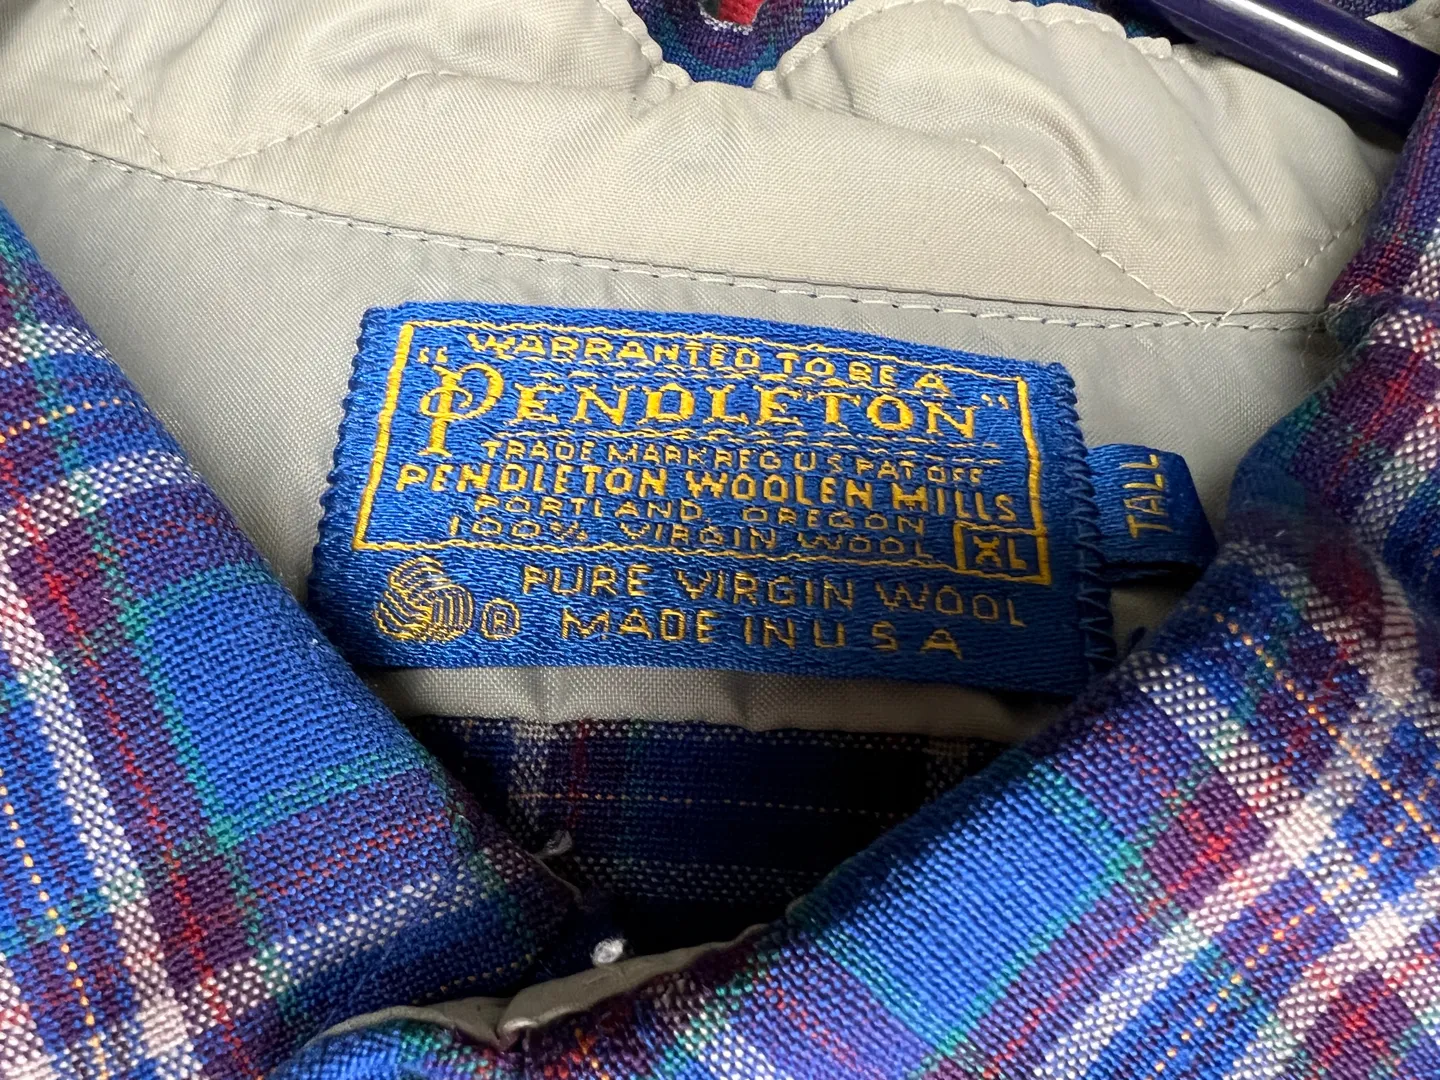 "WARRANTED TO BE A
PENDLETON"
TRADE MARK REG U S PAT OFF
PENDLETON WOOLEN MILLS
PORTLAND, OREGON
100% VIRGIN WOOL XL
PURE VIRGIN WOOL
® MADE IN U S A
TALL